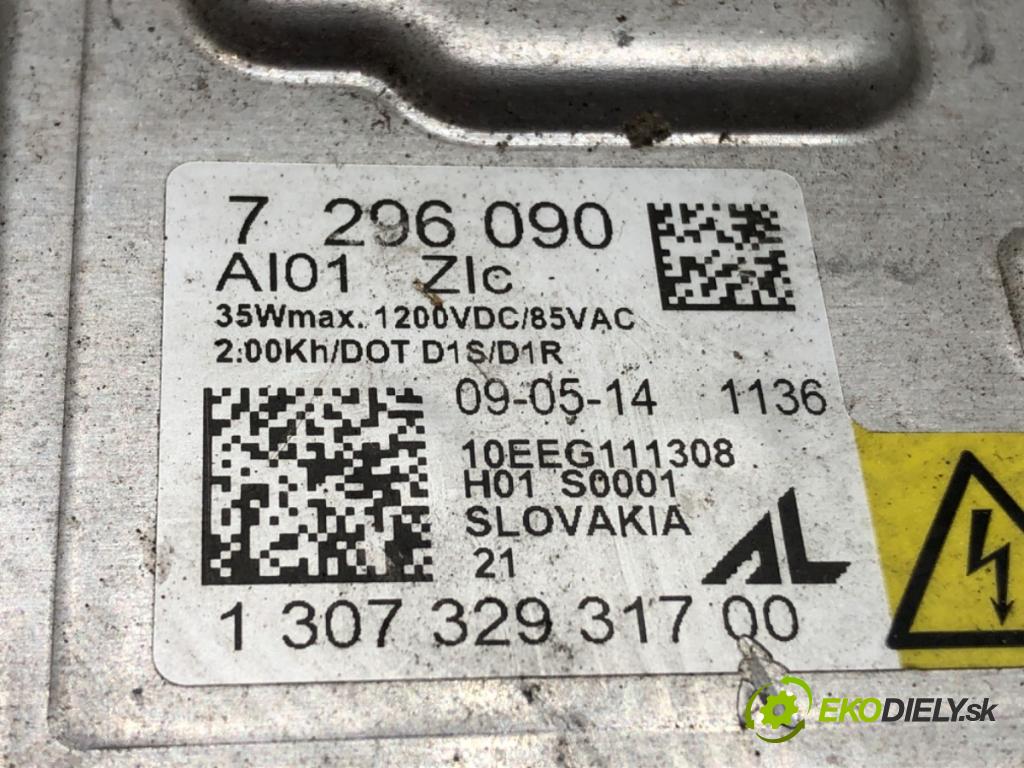 7 296 090
AI01 ZIc
35Wmax. 1200VDC/85VAC
2.00Kh/DOT D1S/D1R
09-05-14 1136
10EEG111308
H01 S0001
SLOVAKIA
21
AL
1 307 329 317 00
EKODIELY.sk